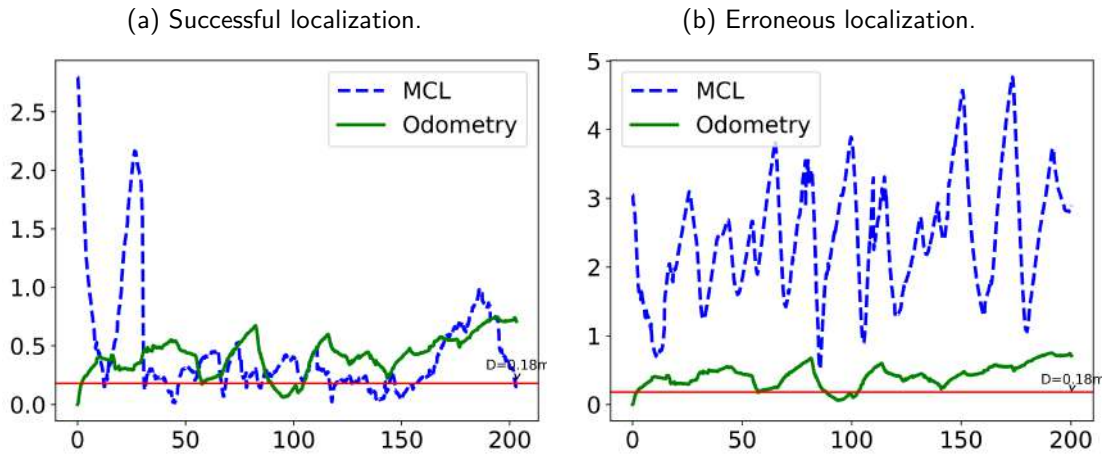 (a) Successful localization.
(b) Erroneous localization.
MCL
Odometry
2.5
2.0
1.5
1.0
0.5
0.0
D=0.18m
0
50
100
150
200
MCL
Odometry
5
4
3
2
1
0
D=0.18m
0
50
100
150
200